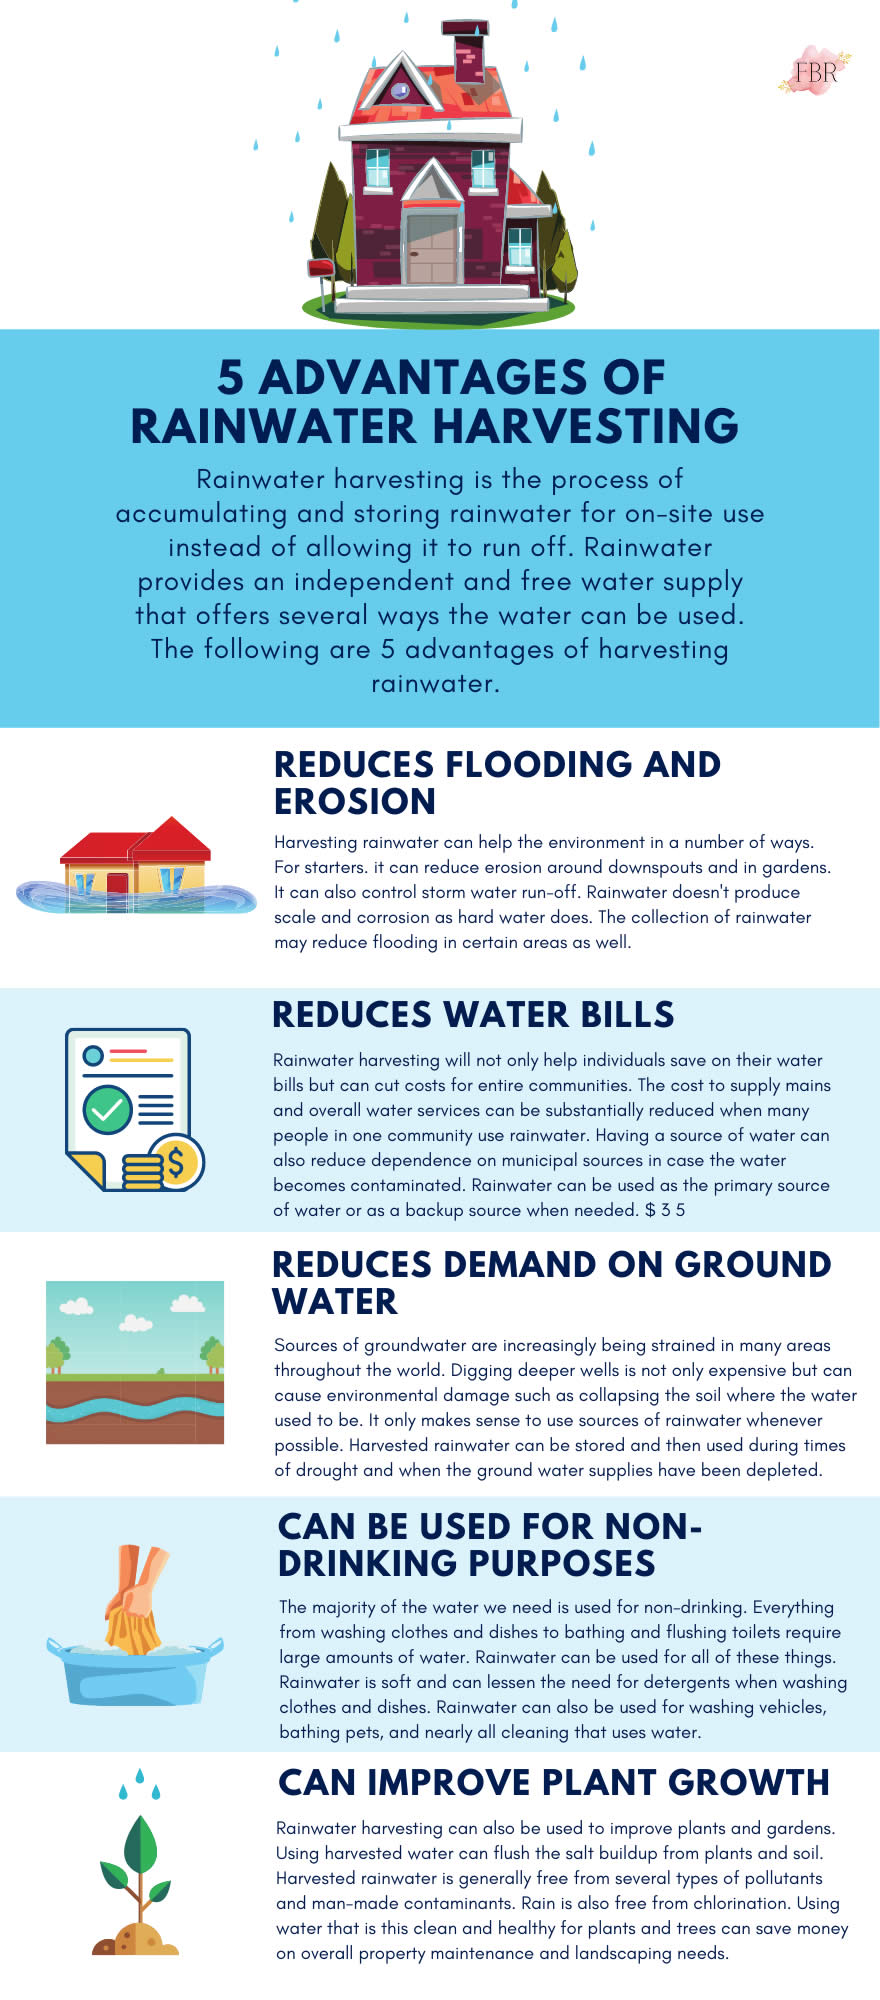 FBR
5 ADVANTAGES OF
RAINWATER HARVESTING
Rainwater harvesting is the process of
accumulating and storing rainwater for on-site use
instead of allowing it to run off. Rainwater
provides an independent and free water supply
that offers several ways the water can be used.
The following are 5 advantages of harvesting
rainwater.
REDUCES FLOODING AND
EROSION
Harvesting rainwater can help the environment in a number of ways.
For starters. it can reduce erosion around downspouts and in gardens.
It can also control storm water run-off. Rainwater doesn't produce
scale and corrosion as hard water does. The collection of rainwater
may reduce flooding in certain areas as well.
REDUCES WATER BILLS
Rainwater harvesting will not only help individuals save on their water
bills but can cut costs for entire communities. The cost to supply mains
and overall water services can be substantially reduced when many
people in one community use rainwater. Having a source of water can
also reduce dependence on municipal sources in case the water
becomes contaminated. Rainwater can be used as the primary source
of water or as a backup source when needed. $ 3 5
$
REDUCES DEMAND ON GROUND
WATER
Sources of groundwater are increasingly being strained in many areas
throughout the world. Digging deeper wells is not only expensive but can
cause environmental damage such as collapsing the soil where the water
used to be. It only makes sense to use sources of rainwater whenever
possible. Harvested rainwater can be stored and then used during times
of drought and when the ground water supplies have been depleted.
CAN BE USED FOR NON-
DRINKING PURPOSES
The majority of the water we need is used for non-drinking. Everything
from washing clothes and dishes to bathing and flushing toilets require
large amounts of water. Rainwater can be used for all of these things.
Rainwater is soft and can lessen the need for detergents when washing
clothes and dishes. Rainwater can also be used for washing vehicles,
bathing pets, and nearly all cleaning that uses water.
CAN IMPROVE PLANT GROWTH
Rainwater harvesting can also be used to improve plants and gardens.
Using harvested water can flush the salt buildup from plants and soil.
Harvested rainwater is generally free from several types of pollutants
and man-made contaminants. Rain is also free from chlorination. Using
water that is this clean and healthy for plants and trees can save money
on overall property maintenance and landscaping needs.